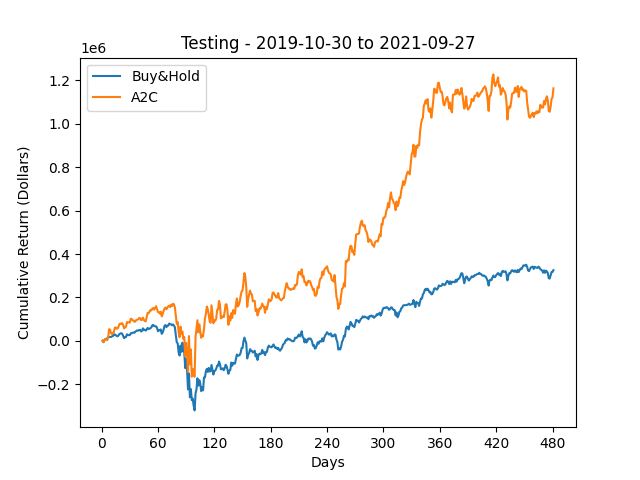 Testing - 2019-10-30 to 2021-09-27
1e6
Buy&Hold
A2C
1.2
1.0
0.8
0.6
0.4
0.2
0.0
−0.2
Cumulative Return (Dollars)
0 60 120 180 240 300 360 420 480
Days